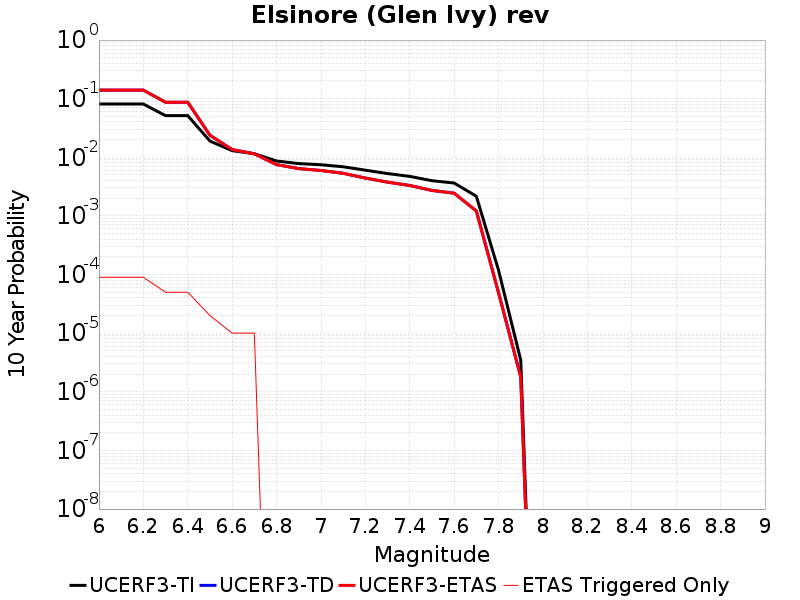 Elsinore (Glen Ivy) rev
10 Year Probability
10^0
10^-1
10^-2
10^-3
10^-4
10^-5
10^-6
10^-7
10^-8
6 6.2 6.4 6.6 6.8 7 7.2 7.4 7.6 7.8 8 8.2 8.4 8.6 8.8 9
Magnitude
UCERF3-TI UCERF3-TD UCERF3-ETAS ETAS Triggered Only